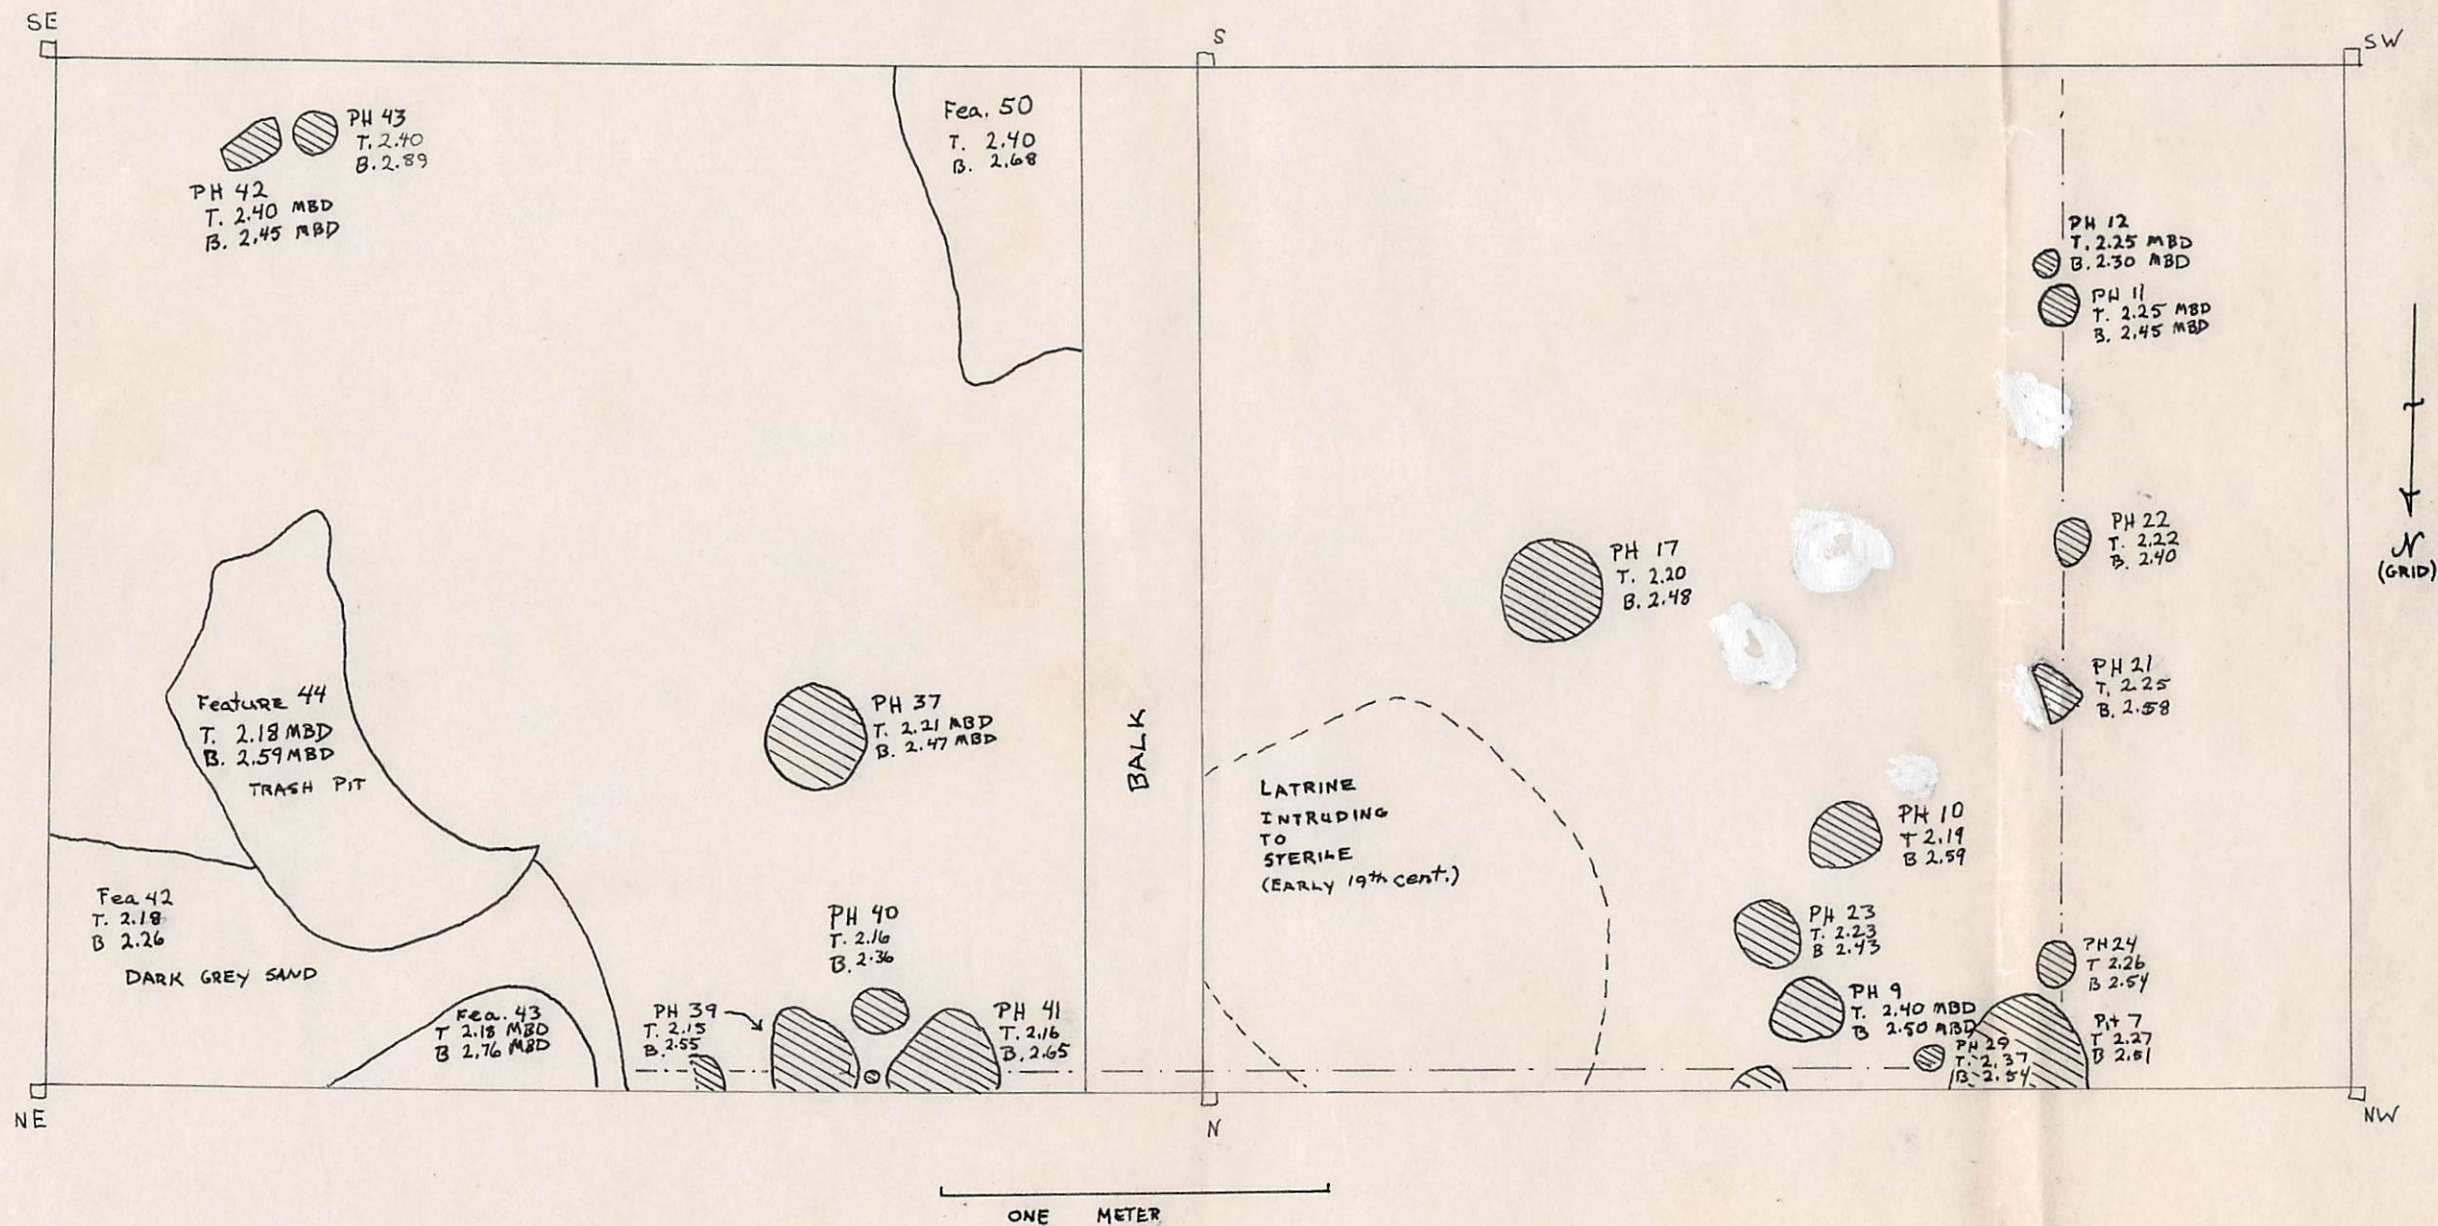 SE
S
SW
PH 43
T. 2.40
B. 2.89
PH 42
T. 2.40 MBD
B. 2.45 MBD
Fea. 50
T. 2.40
B. 2.68
PH 12
T. 2.25 MBD
B. 2.30 MBD
PH 11
T. 2.25 MBD
B. 2.45 MBD
N
(GRID)
PH 22
T. 2.22
B. 2.40
PH 17
T. 2.20
B. 2.48
PH 21
T. 2.25
B. 2.58
Feature 44
T. 2.18 MBD
B. 2.59 MBD
TRASH PIT
PH 37
T. 2.21 MBD
B. 2.47 MBD
BALK
LATRINE
INTRUDING
TO
STERILE
(EARLY 19th cent.)
PH 10
T 2.19
B 2.59
Fea 42
T. 2.18
B 2.26
DARK GREY SAND
PH 40
T. 2.16
B. 2.36
PH 23
T. 2.23
B 2.43
PH 24
T 2.26
B 2.54
Fea. 43
T 2.18 MBD
B 2.76 MBD
PH 39
T. 2.15
B. 2.55
PH 41
T. 2.16
B. 2.65
PH 9
T. 2.40 MBD
B 2.50 MBD
PH 29
T. 2.37
B. 2.54
Pit 7
T 2.27
B 2.51
NE
N
NW
ONE METER